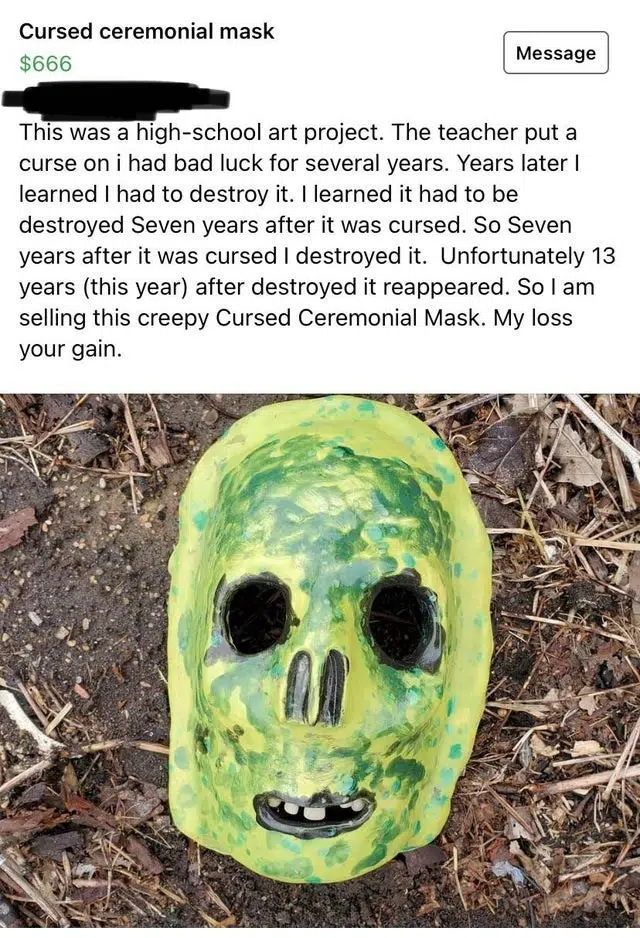 Cursed ceremonial mask
$666
Message
This was a high-school art project. The teacher put a
curse on i had bad luck for several years. Years later I
learned I had to destroy it. I learned it had to be
destroyed Seven years after it was cursed. So Seven
years after it was cursed I destroyed it.  Unfortunately 13
years (this year) after destroyed it reappeared. So I am
selling this creepy Cursed Ceremonial Mask. My loss
your gain.